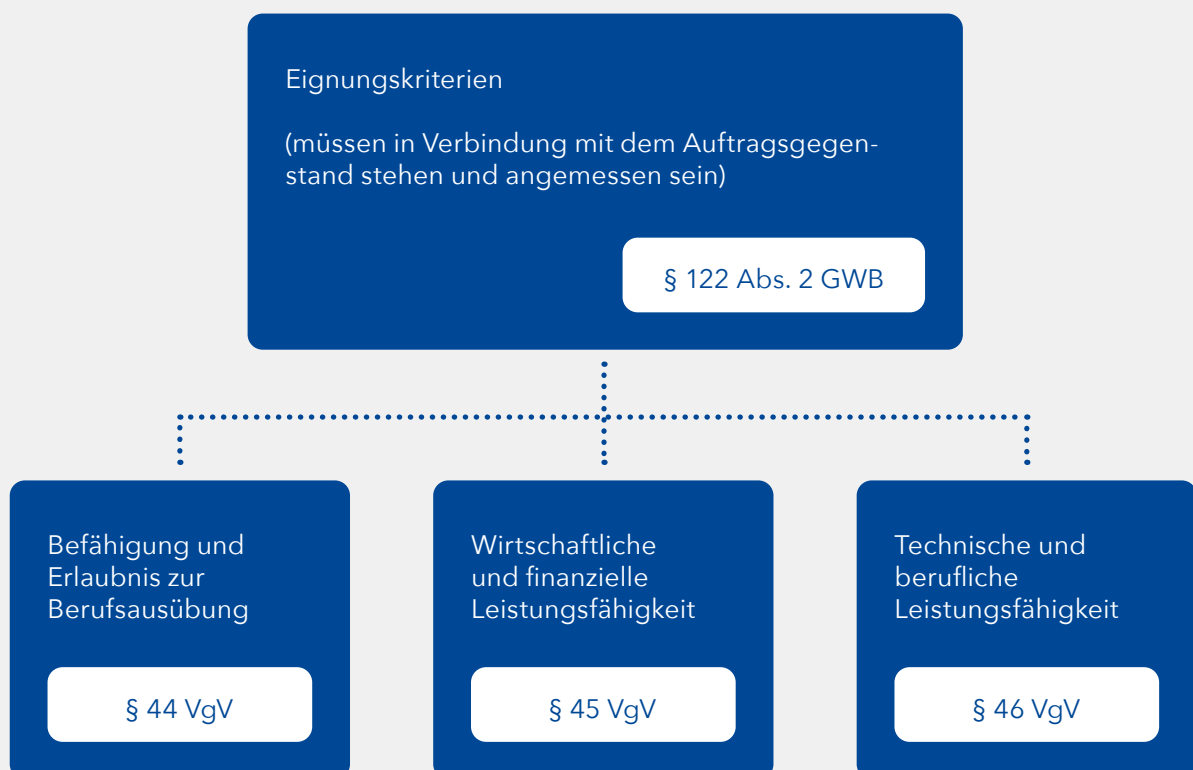 Eignungskriterien
(müssen in Verbindung mit dem Auftragsgegen-
stand stehen und angemessen sein)
§ 122 Abs. 2 GWB
Befähigung und
Erlaubnis zur
Berufsausübung
§ 44 VgV
Wirtschaftliche
und finanzielle
Leistungsfähigkeit
§ 45 VgV
Technische und
berufliche
Leistungsfähigkeit
§ 46 VgV